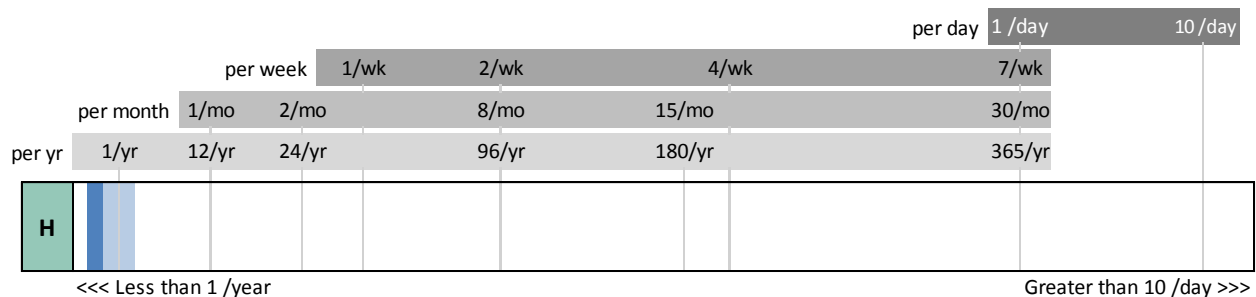 per day 1 /day 10 /day
per week 1/wk 2/wk 4/wk 7/wk
per month 1/mo 2/mo 8/mo 15/mo 30/mo
per yr 1/yr 12/yr 24/yr 96/yr 180/yr 365/yr
H
<<< Less than 1 /year Greater than 10 /day >>>